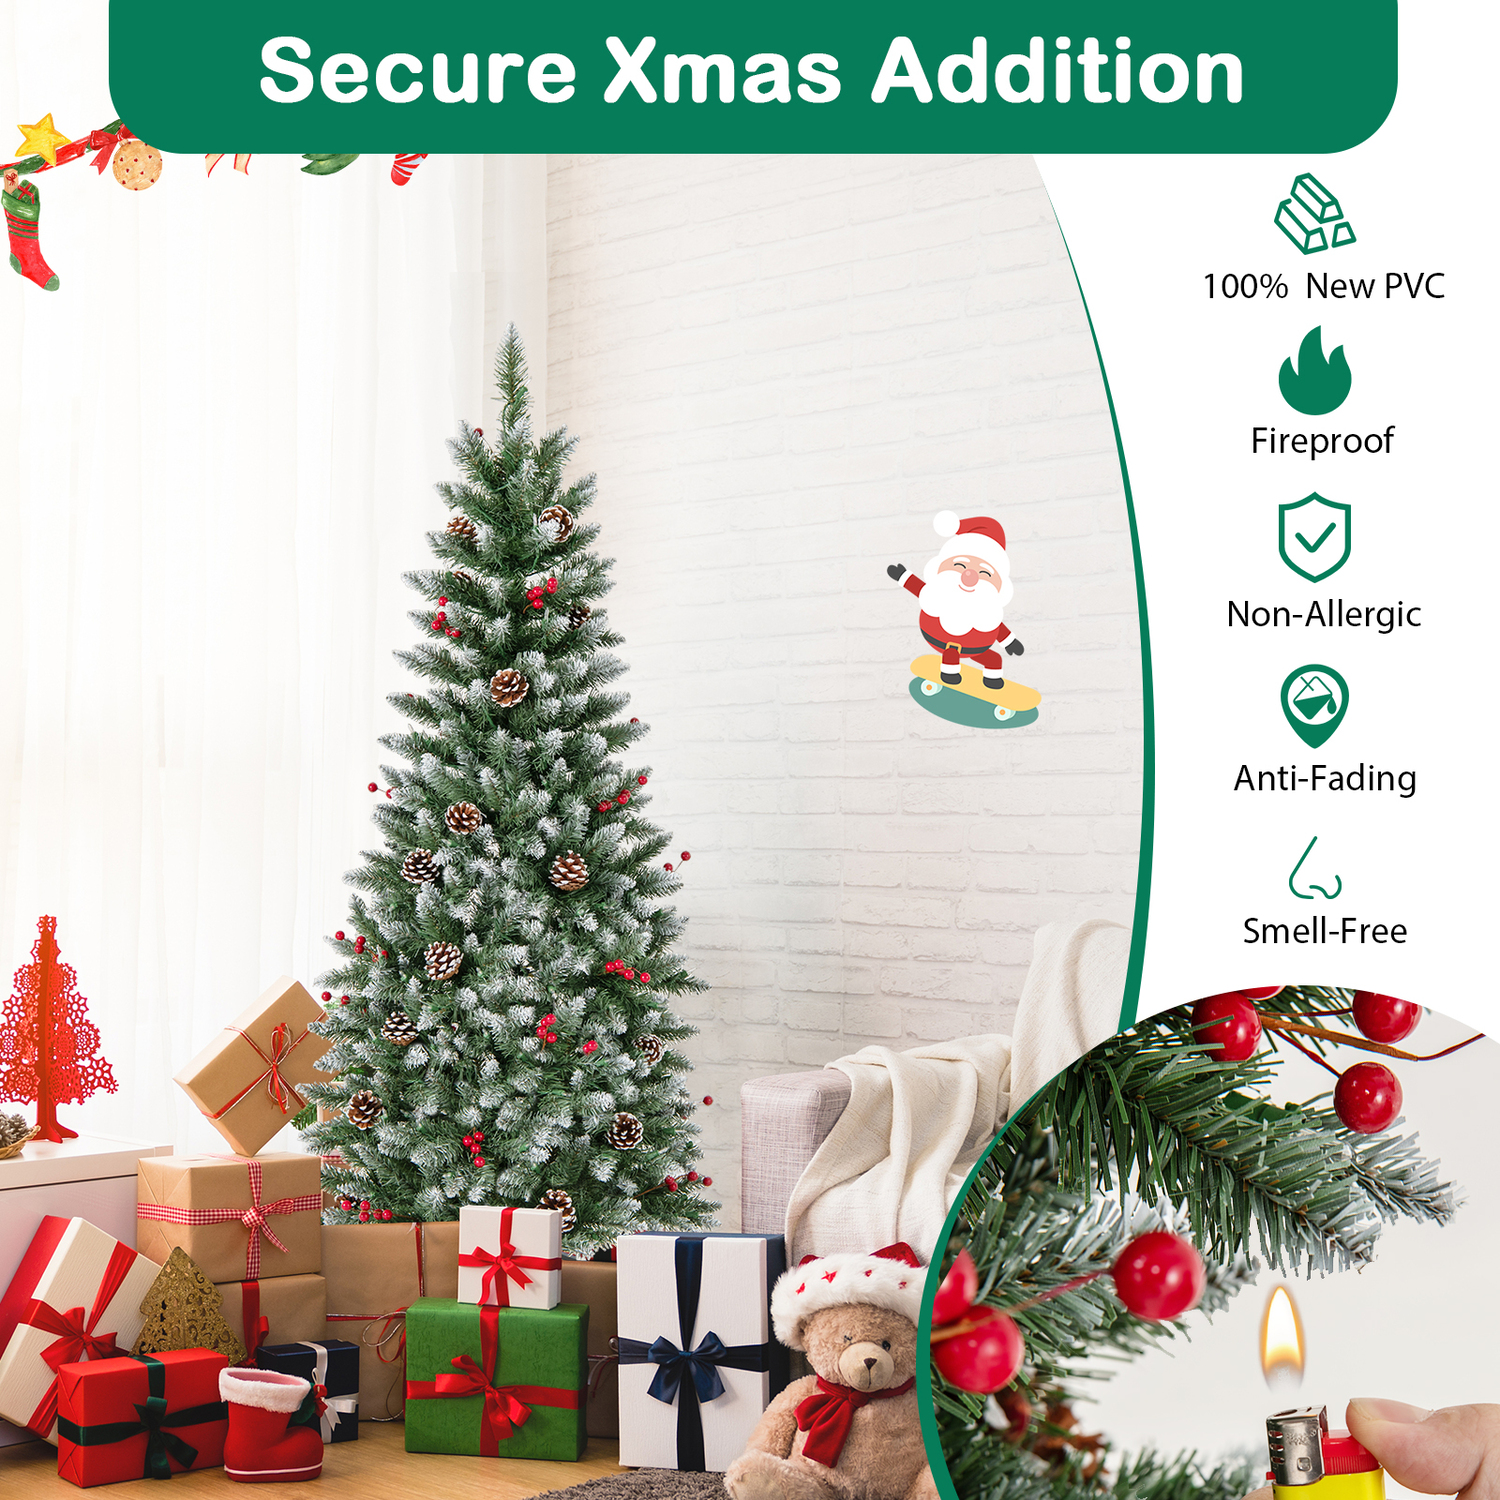 Secure Xmas Addition
100% New PVC
Fireproof
Non-Allergic
Anti-Fading
Smell-Free